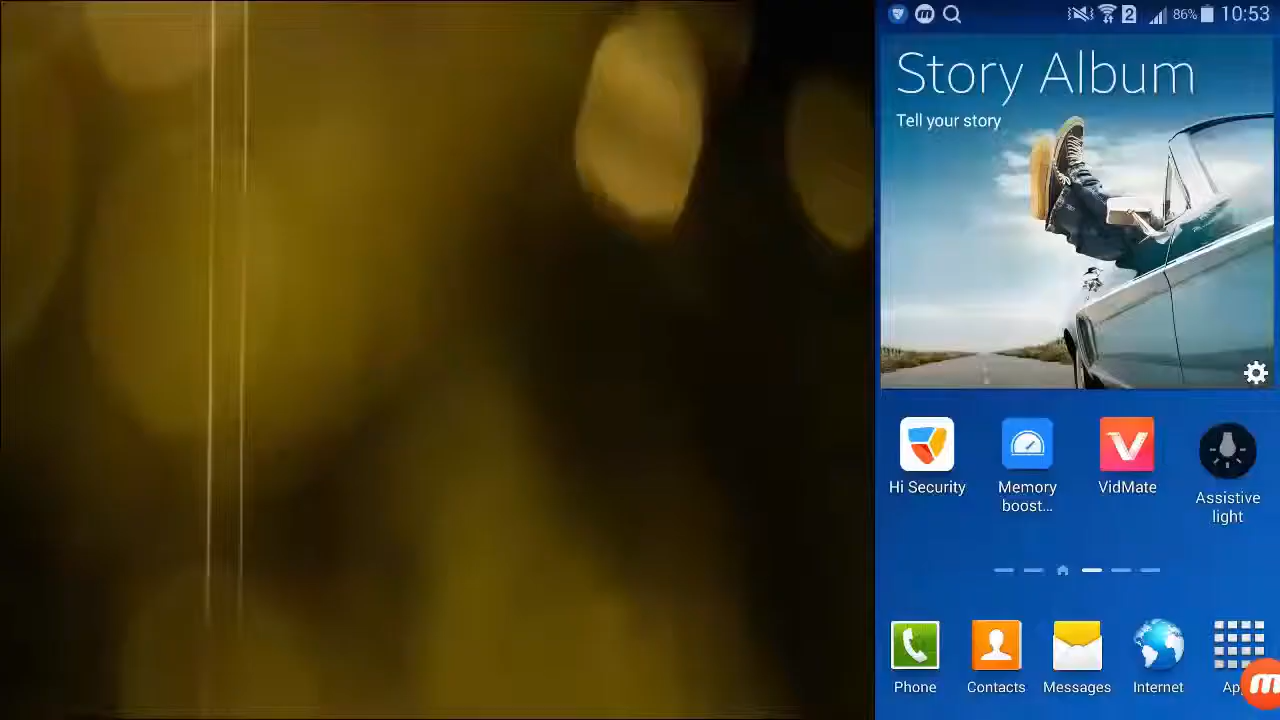 2 86% 10:53
Story Album
Tell your story
Hi Security
Memory
boost...
VidMate
Assistive
light
Phone
Contacts
Messages
Internet